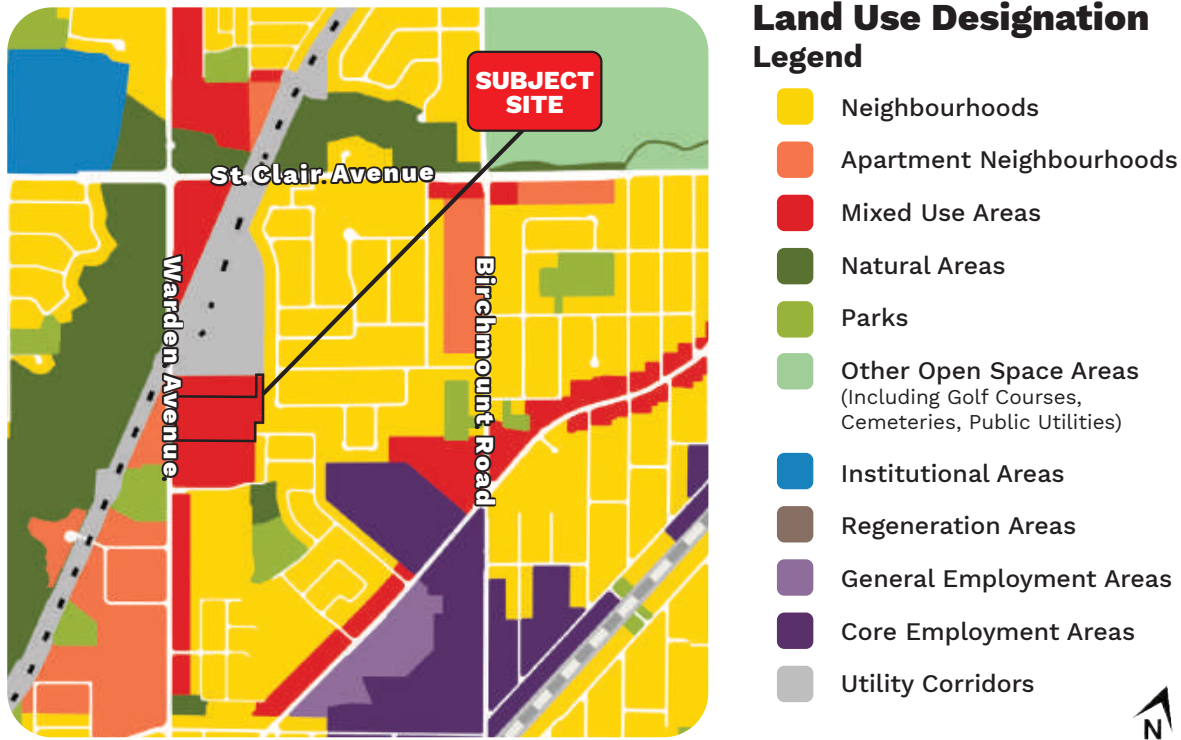 SUBJECT
SITE
St Clair Avenue
Warden Avenue
Birchmount Road
Land Use Designation
Legend
Neighbourhoods
Apartment Neighbourhoods
Mixed Use Areas
Natural Areas
Parks
Other Open Space Areas
(Including Golf Courses,
Cemeteries, Public Utilities)
Institutional Areas
Regeneration Areas
General Employment Areas
Core Employment Areas
Utility Corridors
N